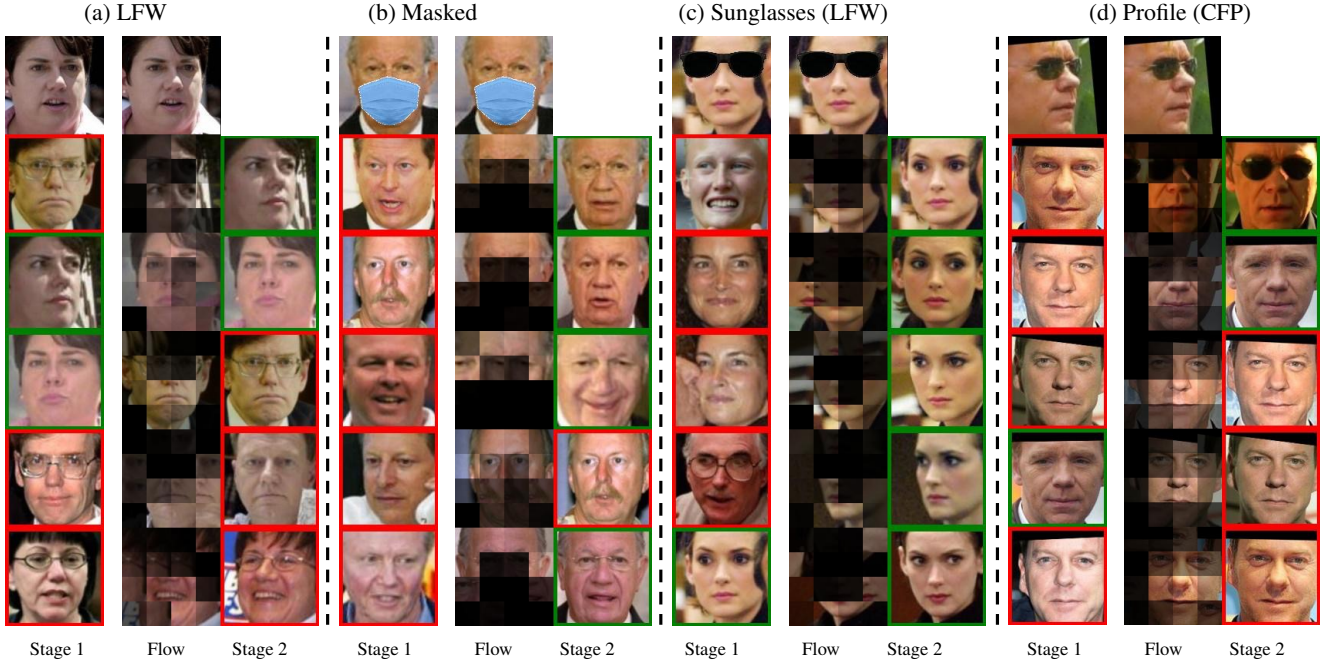 (a) LFW (b) Masked (c) Sunglasses (LFW) (d) Profile (CFP)
Stage 1 Flow Stage 2 Stage 1 Flow Stage 2 Stage 1 Flow Stage 2 Stage 1 Flow Stage 2